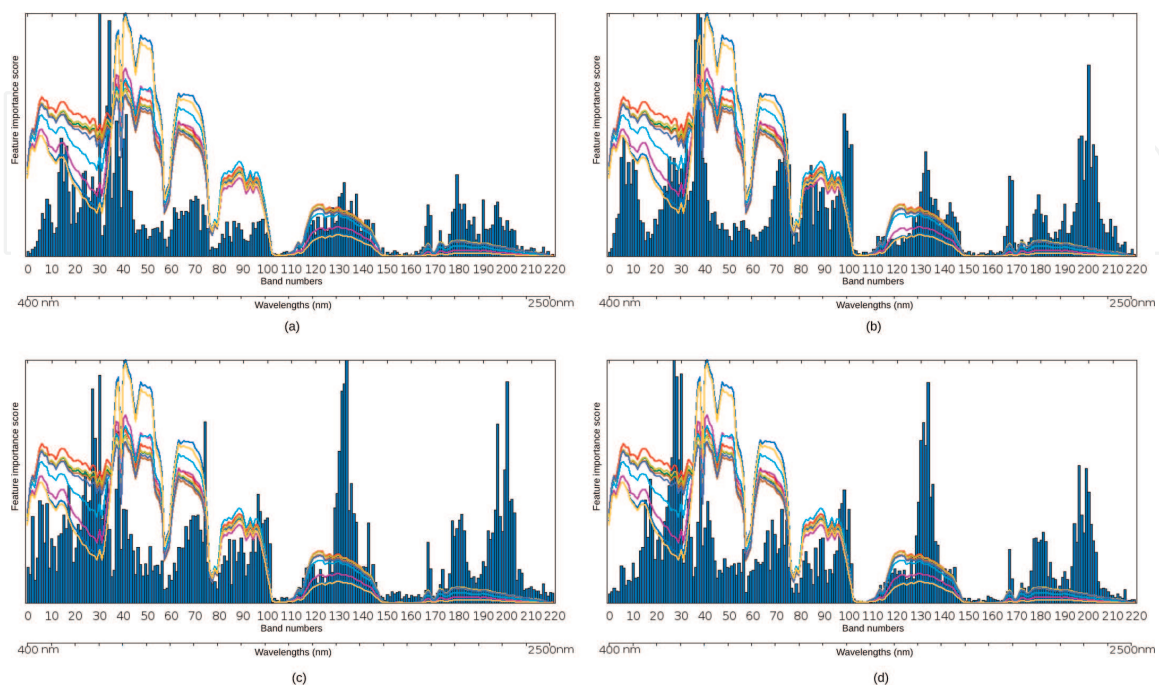 Feature importance score
0 10 20 30 40 50 60 70 80 90 100 110 120 130 140 150 160 170 180 190 200 210 220
Band numbers
400 nm 2500nm
Wavelengths (nm)
(a)
Feature importance score
0 10 20 30 40 50 60 70 80 90 100 110 120 130 140 150 160 170 180 190 200 210 220
Band numbers
400 nm 2500nm
Wavelengths (nm)
(b)
Feature importance score
0 10 20 30 40 50 60 70 80 90 100 110 120 130 140 150 160 170 180 190 200 210 220
Band numbers
400 nm 2500nm
Wavelengths (nm)
(c)
Feature importance score
0 10 20 30 40 50 60 70 80 90 100 110 120 130 140 150 160 170 180 190 200 210 220
Band numbers
400 nm 2500nm
Wavelengths (nm)
(d)